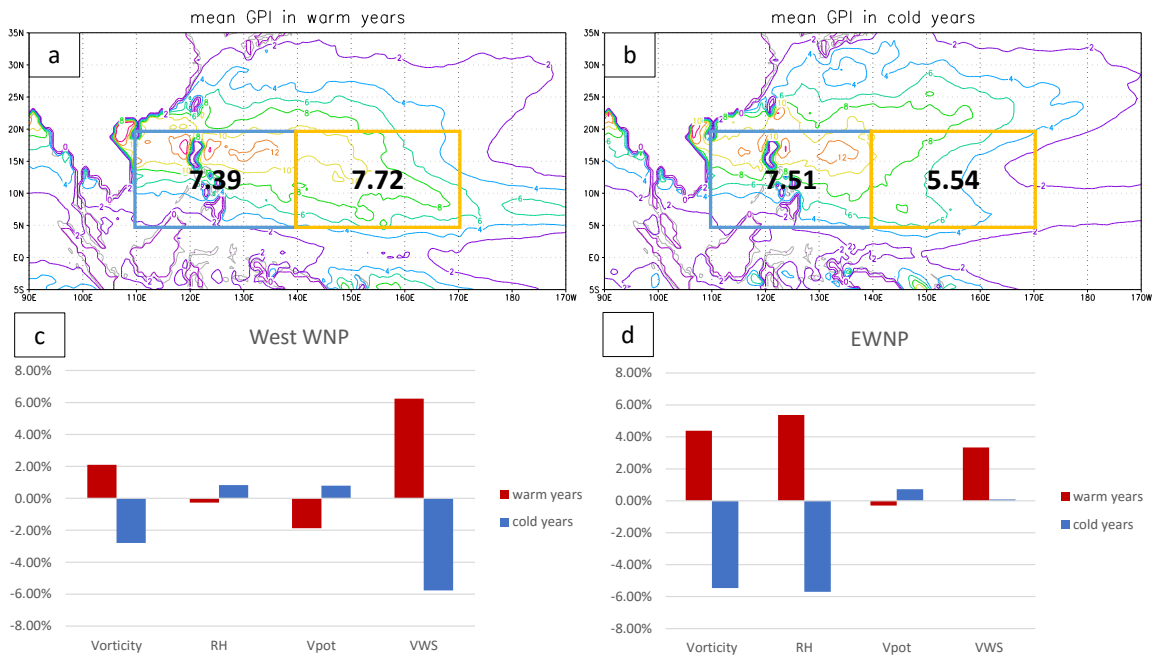 mean GPI in warm years
mean GPI in cold years
a
b
35N
30N
25N
20N
15N
10N
5N
EQ
5S
90E 100E 110E 120E 130E 140E 150E 160E 170E 180 170W
7.39
7.72
35N
30N
25N
20N
15N
10N
5N
EQ
5S
90E 100E 110E 120E 130E 140E 150E 160E 170E 180 170W
7.51
5.54
c
West WNP
8.00%
6.00%
4.00%
2.00%
0.00%
-2.00%
-4.00%
-6.00%
-8.00%
Vorticity RH Vpot VWS
warm years
cold years
d
EWNP
8.00%
6.00%
4.00%
2.00%
0.00%
-2.00%
-4.00%
-6.00%
-8.00%
Vorticity RH Vpot VWS
warm years
cold years